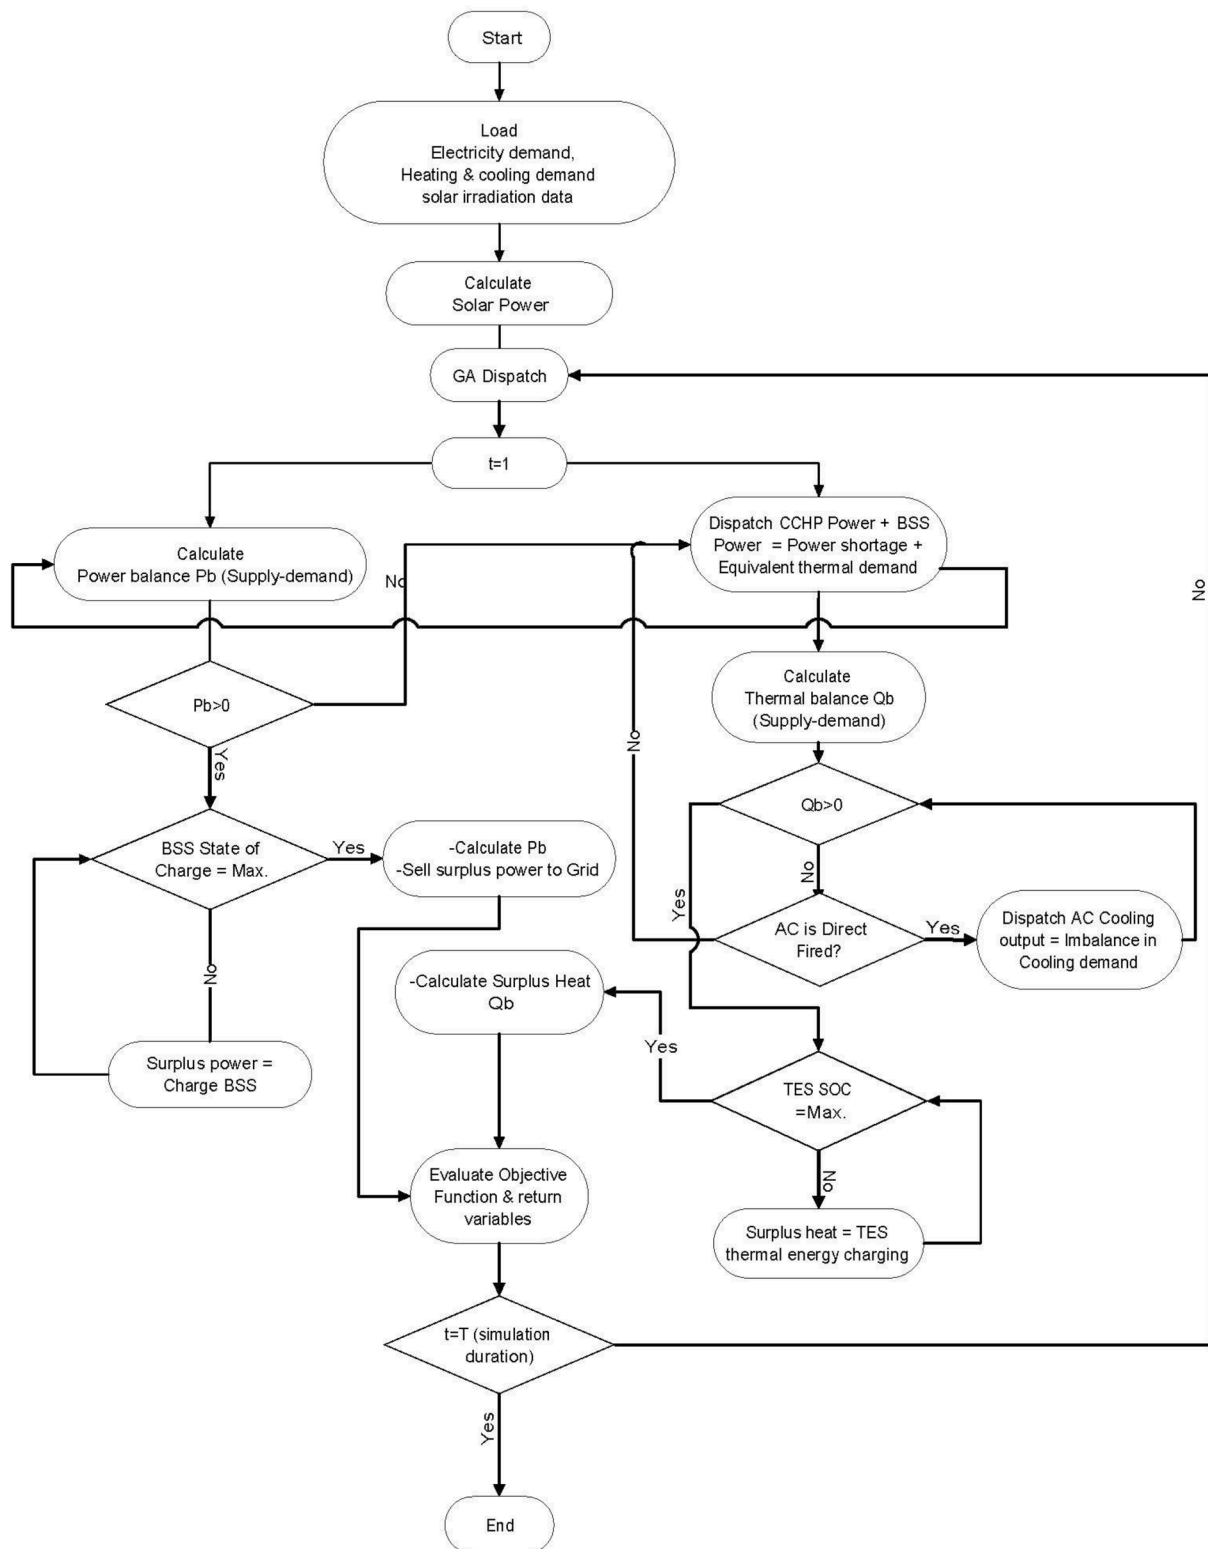 Start
Load
Electricity demand,
Heating & cooling demand
solar irradiation data
Calculate
Solar Power
GA Dispatch
t=1
Calculate
Power balance Pb (Supply-demand)
Dispatch CCHP Power + BSS
Power = Power shortage +
Equivalent thermal demand
No
No
Pb>0
Yes
Calculate
Thermal balance Qb
(Supply-demand)
No
Qb>0
Yes
No
BSS State of
Charge = Max.
Yes
-Calculate Pb
-Sell surplus power to Grid
No
Surplus power =
Charge BSS
AC is Direct
Fired?
Yes
Dispatch AC Cooling
output = Imbalance in
Cooling demand
-Calculate Surplus Heat
Qb
Yes
TES SOC
=Max.
No
Surplus heat = TES
thermal energy charging
Evaluate Objective
Function & return
variables
t=T (simulation
duration)
Yes
End